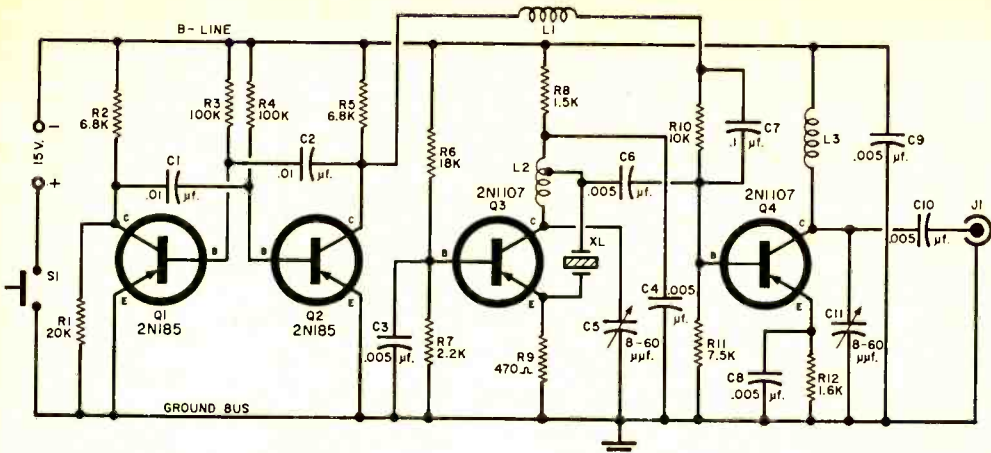 B- LINE
L1
R2
6.8K
R3
100K
R4
100K
R5
6.8K
C1
.01 μf.
C2
.01 μf.
15V.
-
+
S1
R1
20K
C
B
E
Q1
2N185
C
B
E
Q2
2N185
R6
18K
R8
1.5K
L2
C6
.005 μf.
2N1107
Q3
C
B
E
XL
C3
.005 μf.
R7
2.2K
R9
470Ω
C5
8-60
μμf.
C4
.005
μf.
R10
10K
C7
.1 μf.
L3
C9
.005 μf.
2N1107
Q4
C
B
E
C10
.005 μf.
J1
R11
7.5K
C8
.005 μf.
R12
1.6K
C11
8-60
μμf.
GROUND BUS